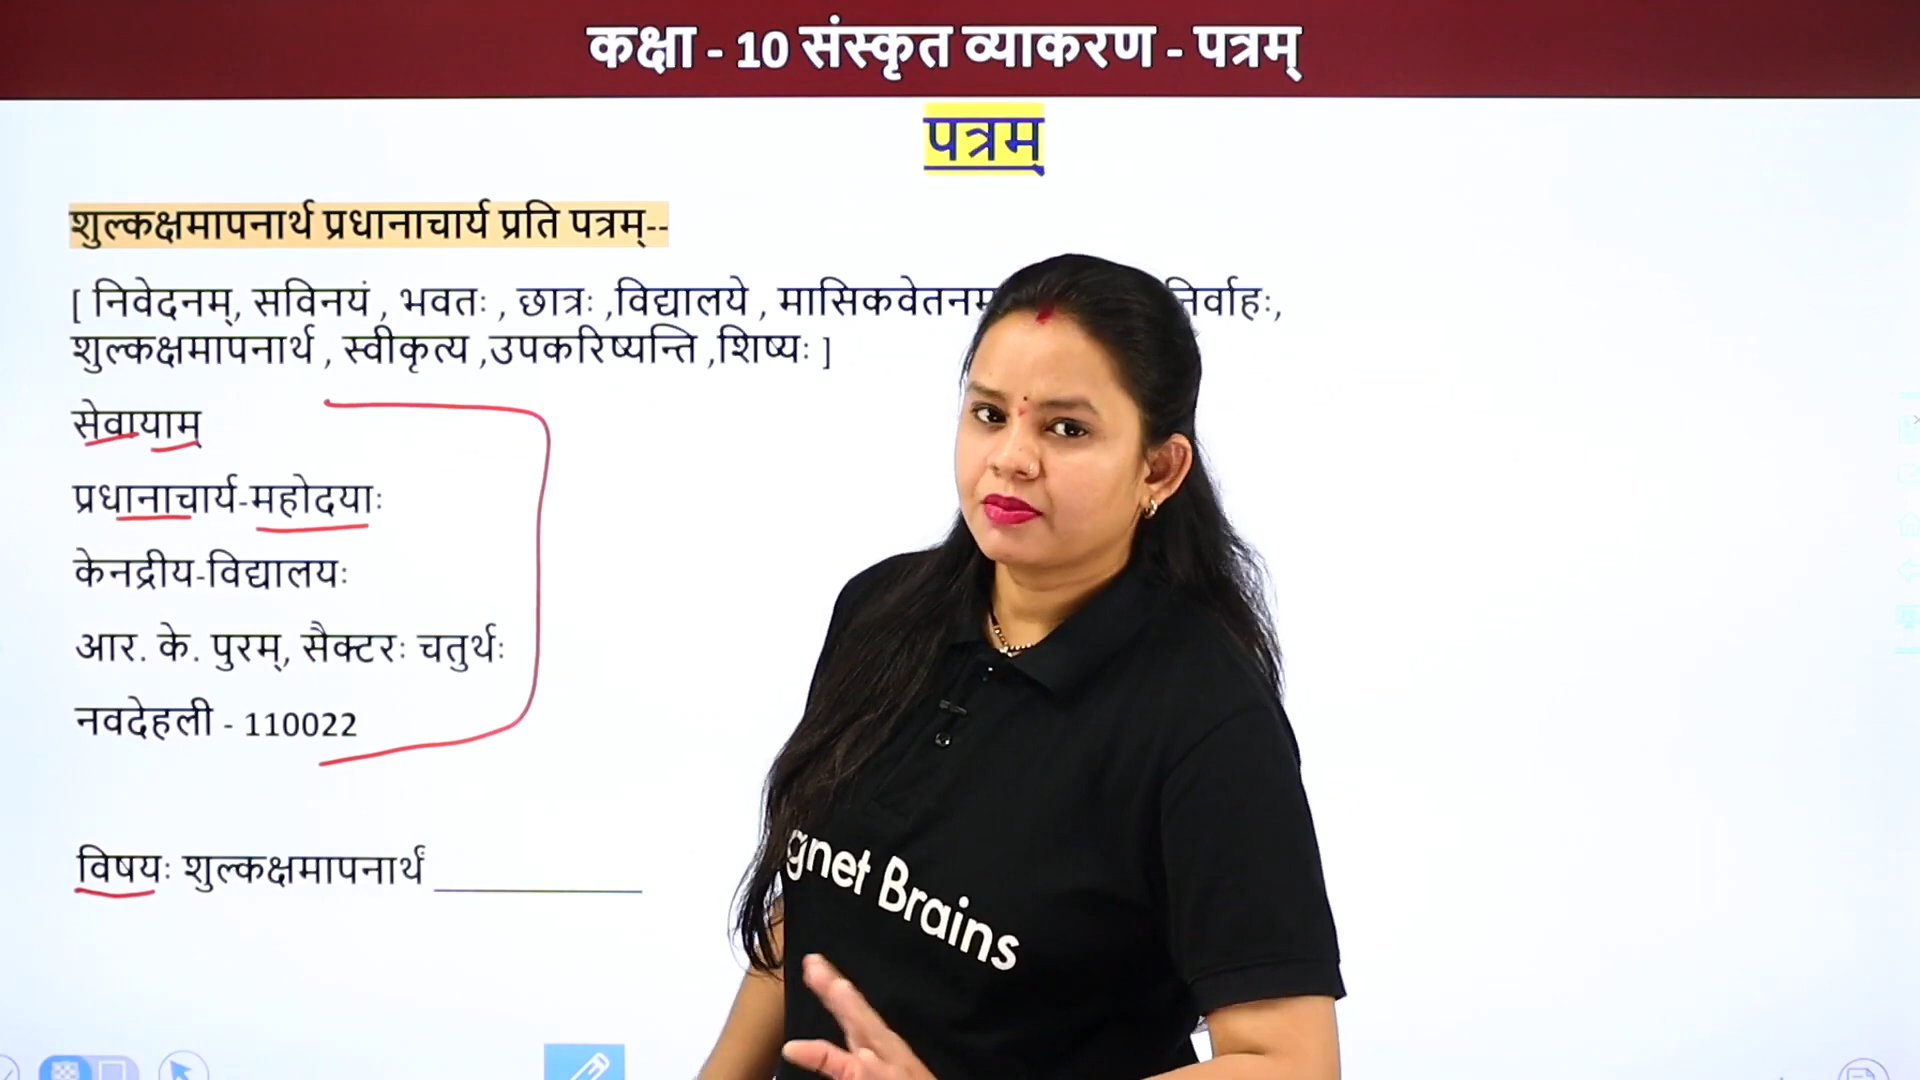 कक्षा - 10 संस्कृत व्याकरण - पत्रम्
पत्रम्
शुल्कक्षमापनार्थ प्रधानाचार्य प्रति पत्रम्--
[ निवेदनम्, सविनयं , भवतः , छात्रः ,विद्यालये , निर्वाहः,
शुल्कक्षमापनार्थ , स्वीकृत्य ,उपकरिष्यन्ति ,शिष्यः ]
सेवायाम्
प्रधानाचार्य-महोदयाः
केनद्रीय-विद्यालयः
आर. के. पुरम्, सैक्टरः चतुर्थः
नवदेहली - 110022
विषयः शुल्कक्षमापनार्थं
gnet Brains